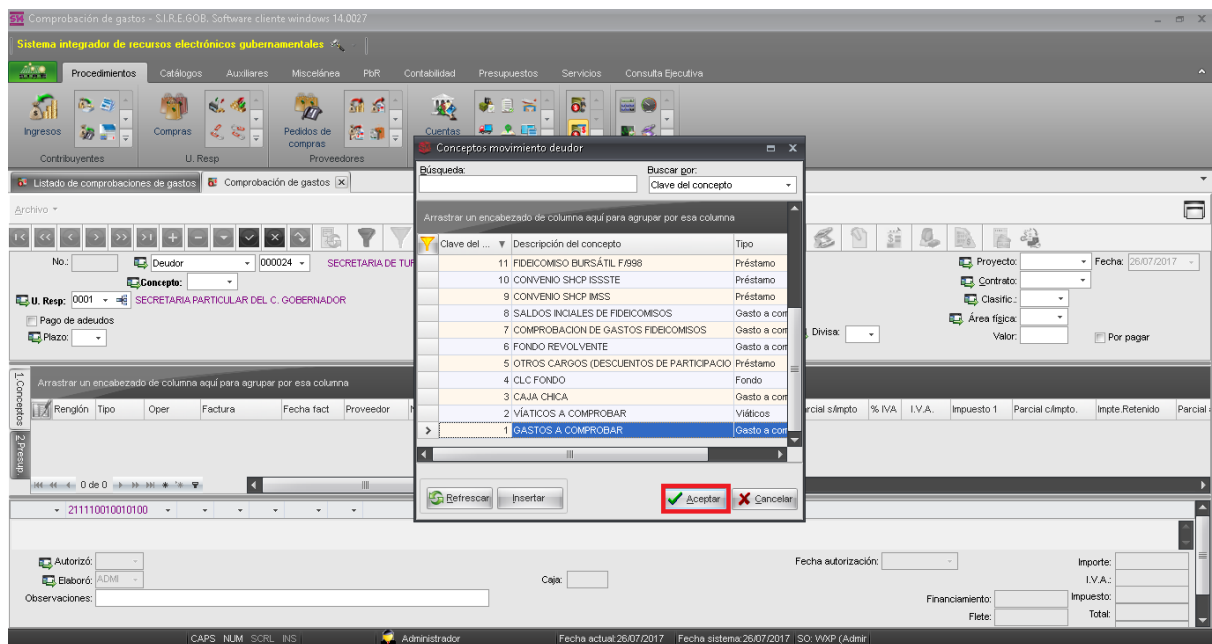 Comprobación de gastos - S.I.R.E.GOB. Software cliente windows 14.0027
Sistema integrador de recursos electrónicos gubernamentales
Procedimientos Catálogos Auxiliares Miscelánea PbR Contabilidad Presupuestos Servicios Consulta Ejecutiva
Ingresos Compras Pedidos de compras Cuentas
Contribuyentes U. Resp Proveedores
Listado de comprobaciones de gastos Comprobación de gastos
Archivo
No.: Deudor 000024 SECRETARIA DE TUR
Concepto:
U. Resp: 0001 SECRETARIA PARTICULAR DEL C. GOBERNADOR
Pago de adeudos
Plazo:
Conceptos movimiento deudor
Búsqueda: Buscar por:
Clave del concepto
Arrastrar un encabezado de columna aquí para agrupar por esa columna
Clave del ... Descripción del concepto Tipo
11 FIDEICOMISO BURSÁTIL F/998 Préstamo
10 CONVENIO SHCP ISSSTE Préstamo
9 CONVENIO SHCP IMSS Préstamo
8 SALDOS INCIALES DE FIDEICOMISOS Gasto a com
7 COMPROBACION DE GASTOS FIDEICOMISOS Gasto a com
6 FONDO REVOLVENTE Gasto a com
5 OTROS CARGOS (DESCUENTOS DE PARTICIPACIO Préstamo
4 CLC FONDO Fondo
3 CAJA CHICA Gasto a com
2 VÍATICOS A COMPROBAR Viáticos
1 GASTOS A COMPROBAR Gasto a com
Refrescar Insertar Aceptar Cancelar
Proyecto: Fecha: 26/07/2017
Contrato:
Clasific.:
Área física:
Divisa: Valor: Por pagar
1.Conceptos
2.Presup.
Arrastrar un encabezado de columna aquí para agrupar por esa columna
Renglón Tipo Oper Factura Fecha fact Proveedor rcial s/Impto % IVA I.V.A. Impuesto 1 Parcial c/Impto. Impte.Retenido Parcial
0 de 0
211110010010100
Autorizó: Fecha autorización: Importe:
Elaboró: ADMI Caja: I.V.A.:
Observaciones: Financiamiento: Impuesto:
Flete: Total:
CAPS NUM SCRL INS Administrador Fecha actual:26/07/2017 Fecha sistema:26/07/2017 SO: WXP (Admir